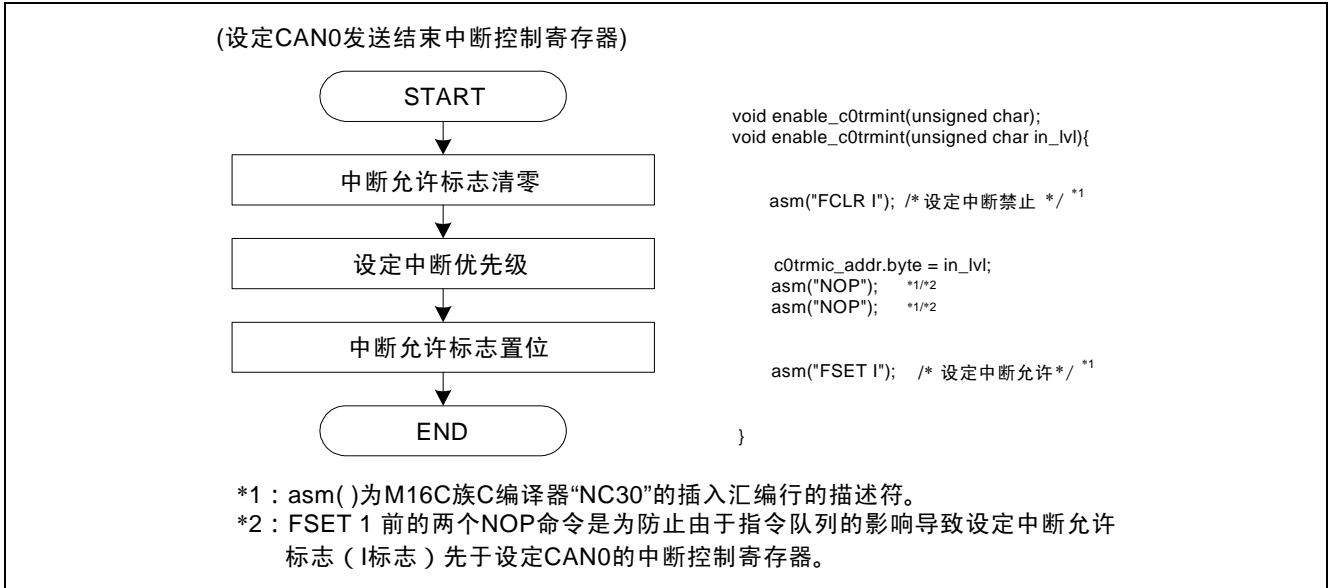 (设定CAN0发送结束中断控制寄存器)
START
中断允许标志清零
设定中断优先级
中断允许标志置位
END
void enable_c0trmint(unsigned char);
void enable_c0trmint(unsigned char in_lvl){
asm("FCLR I"); /* 设定中断禁止 */ *1
c0trmic_addr.byte = in_lvl;
asm("NOP"); *1/*2
asm("NOP"); *1/*2
asm("FSET I"); /* 设定中断允许*/ *1
}
*1：asm( )为M16C族C编译器“NC30”的插入汇编行的描述符。
*2：FSET 1 前的两个NOP命令是为防止由于指令队列的影响导致设定中断允许
标志（I标志）先于设定CAN0的中断控制寄存器。